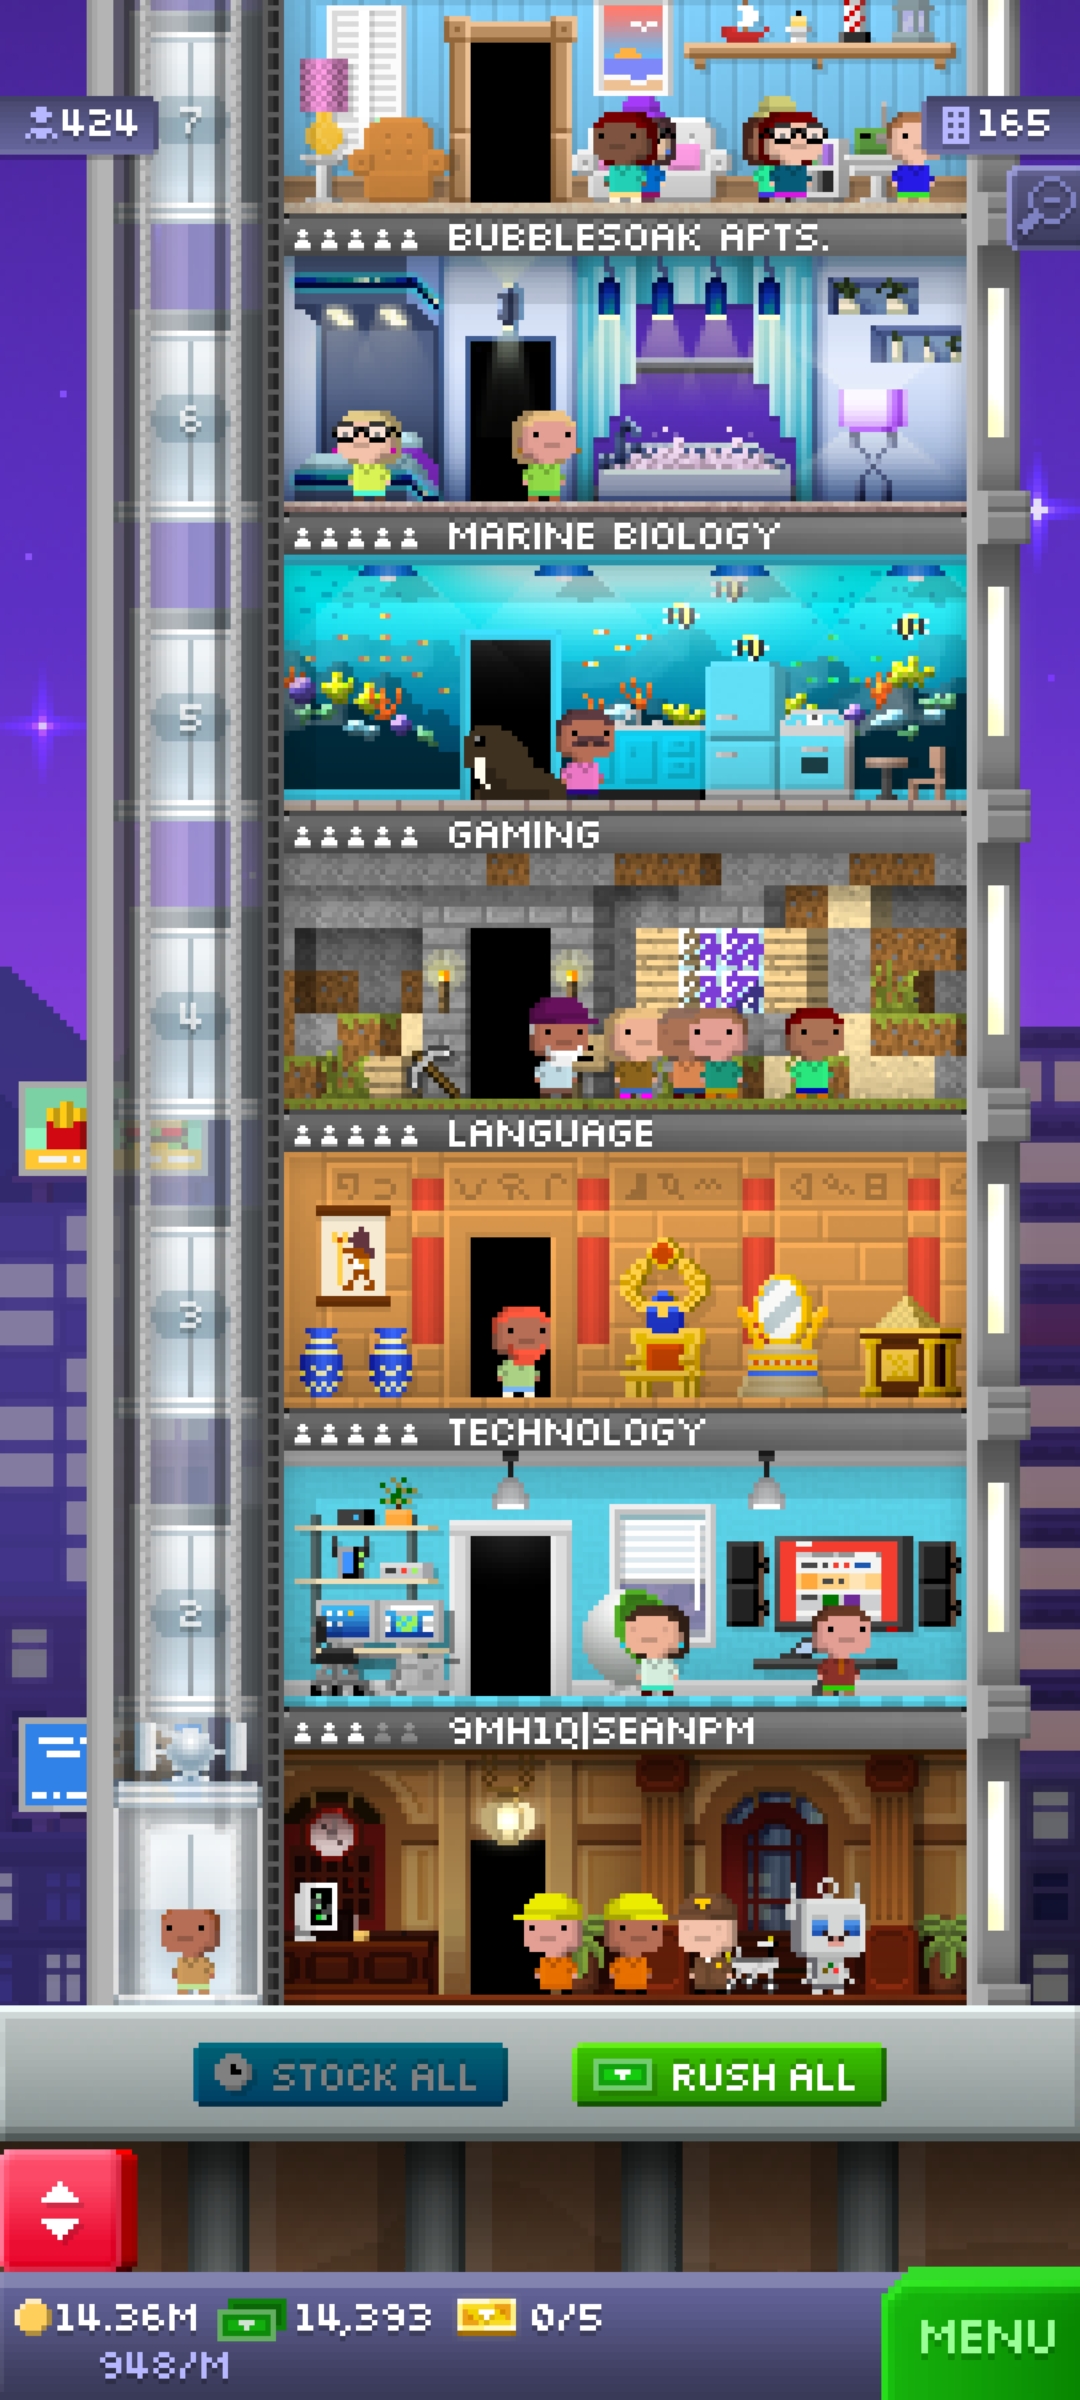 7
424
165
BUBBLESOAK APTS.
6
MARINE BIOLOGY
5
GAMING
4
LANGUAGE
3
TECHNOLOGY
2
9MH1Q|SEANPM
STOCK ALL
RUSH ALL
14.36M 14,393 0/5
948/M
MENU